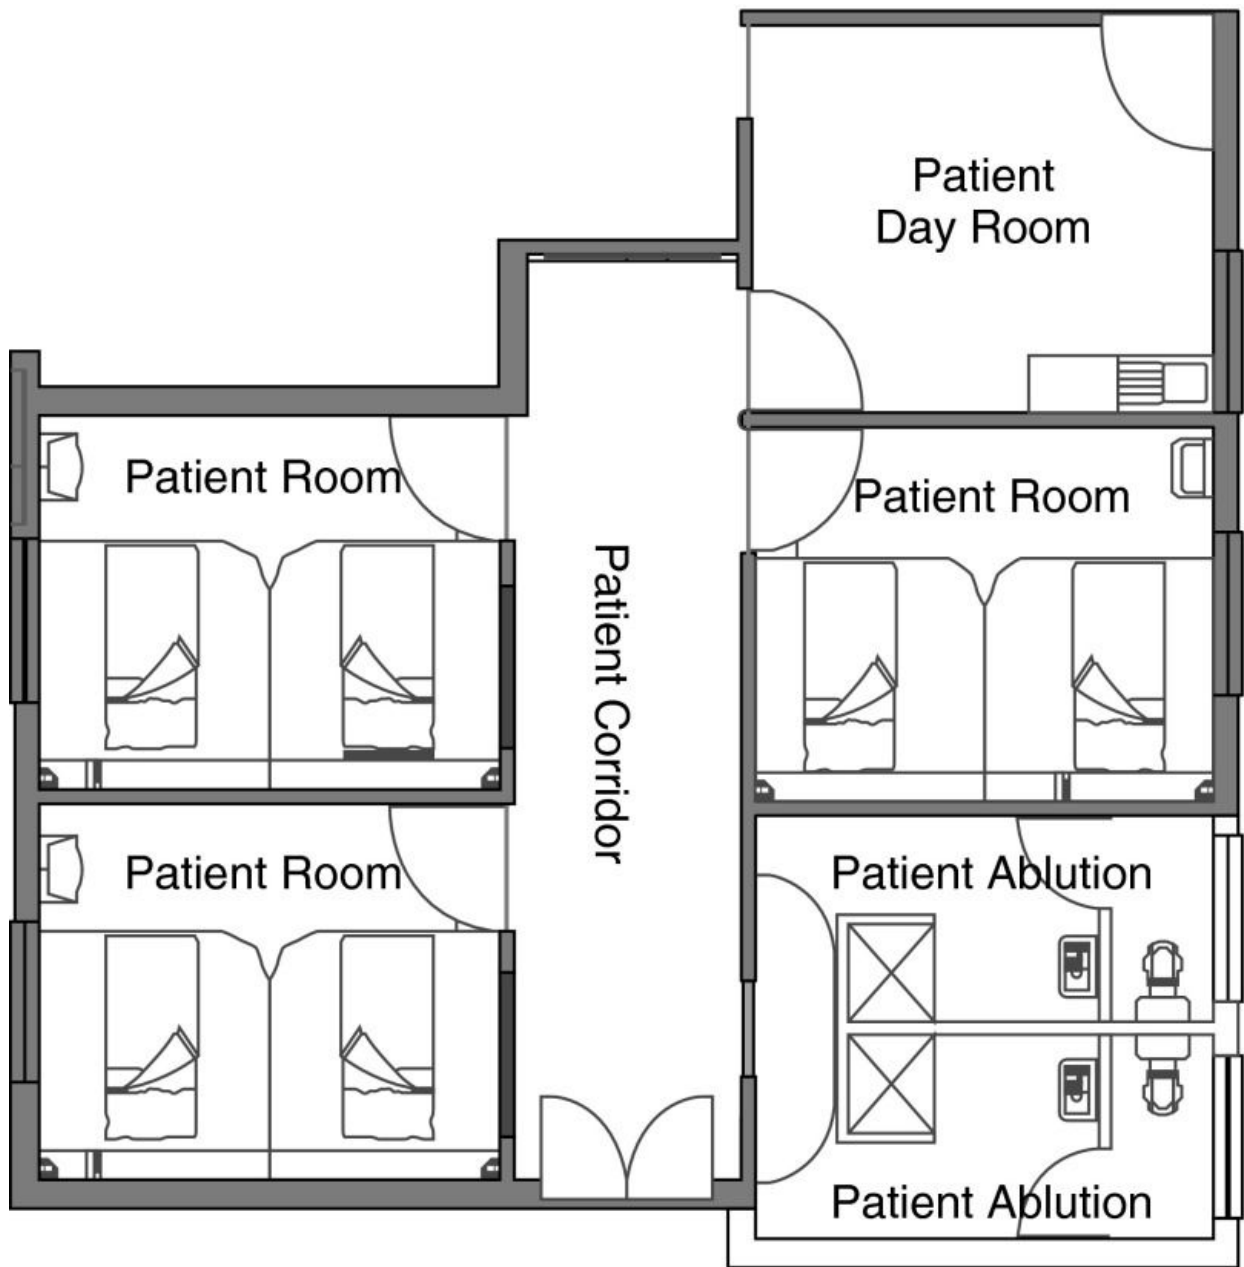 Patient
Day Room
Patient Room
Patient Room
Patient Corridor
Patient Room
Patient Ablution
Patient Ablution